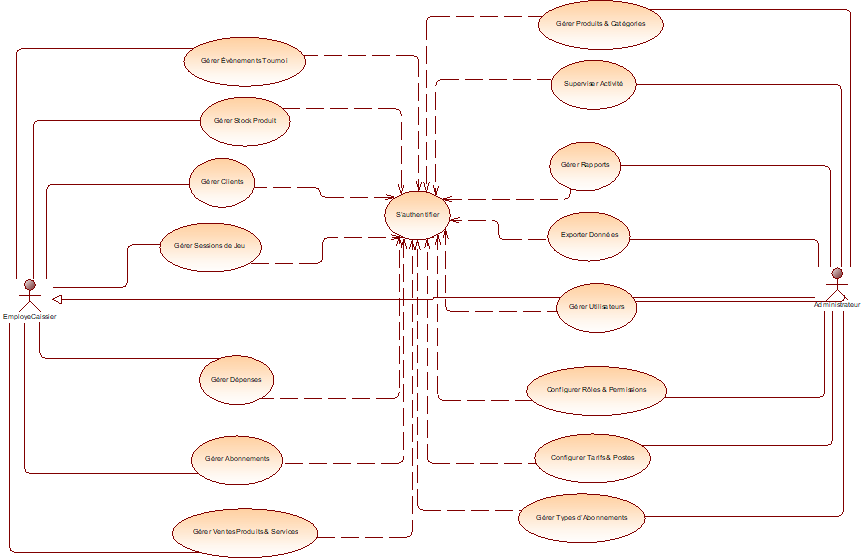 Gérer Produits & Catégories
Gérer Évènements Tournoi
Superviser Activité
Gérer Stock Produit
Gérer Rapports
Gérer Clients
S'authentifier
Exporter Données
Gérer Sessions de Jeu
Administrateur
Gérer Utilisateurs
EmployeCaissier
Gérer Dépenses
Configurer Rôles & Permissions
Gérer Abonnements
Configurer Tarifs & Postes
Gérer Types d'Abonnements
Gérer Ventes Produits & Services